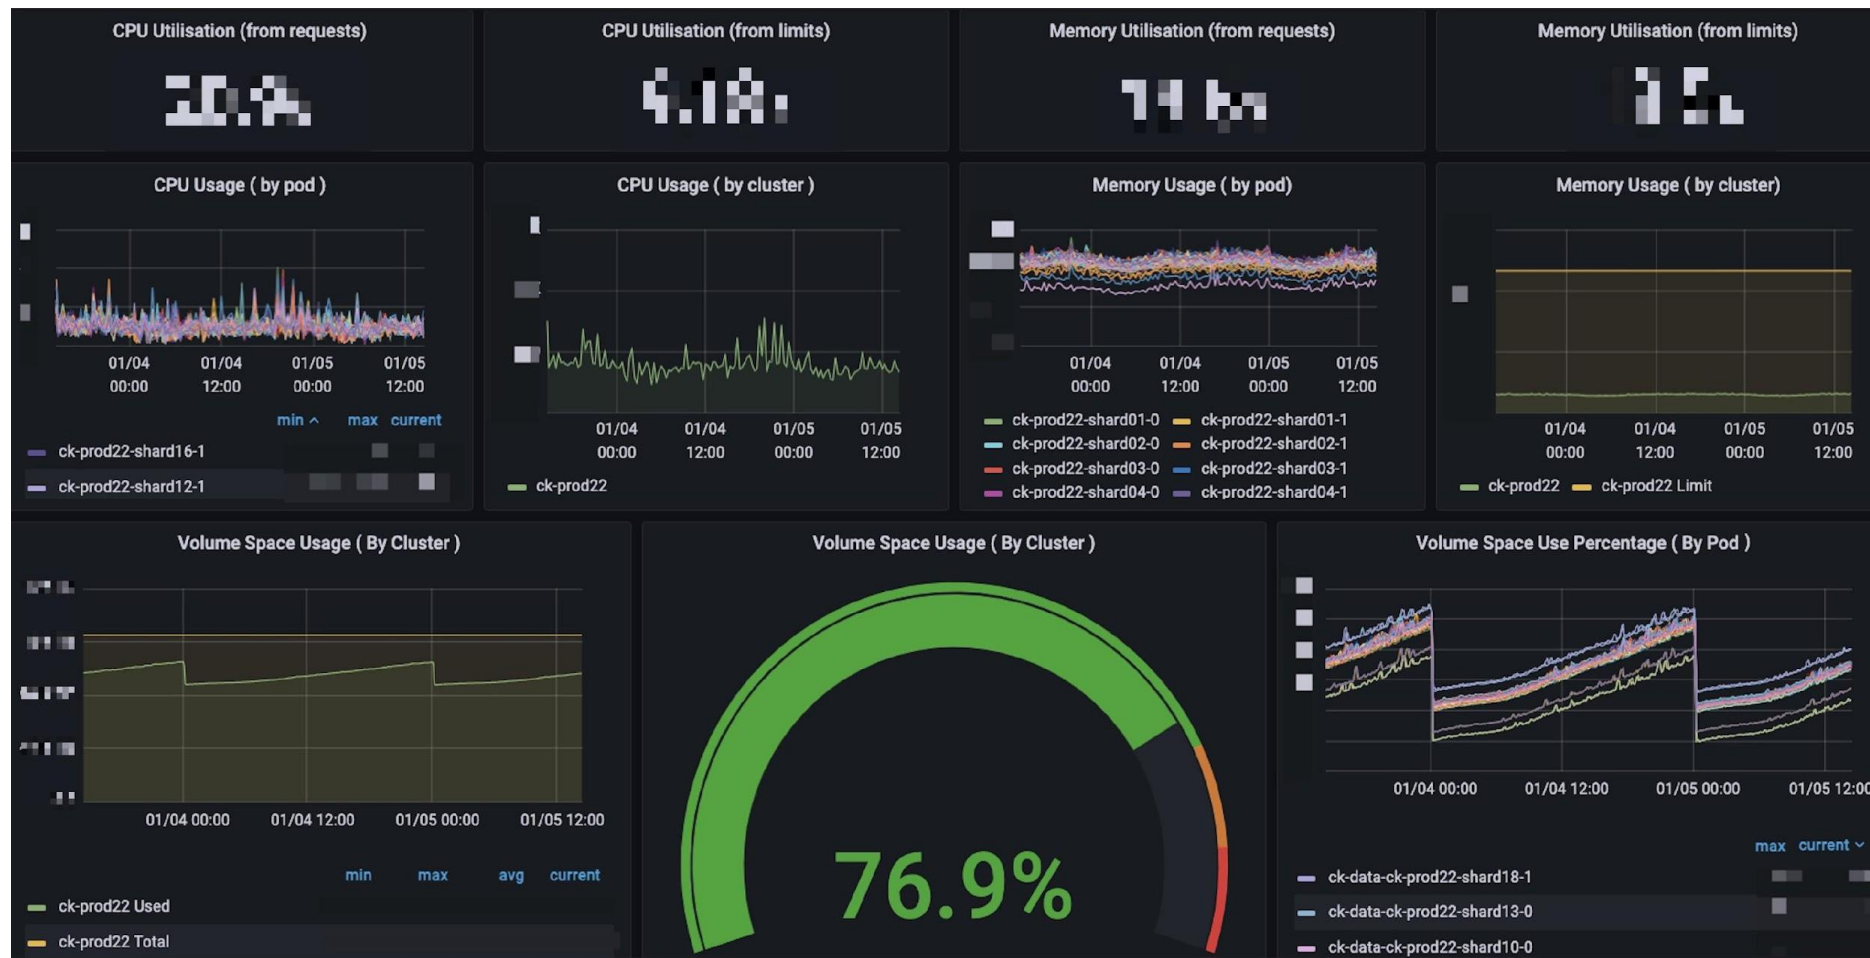 CPU Utilisation (from requests)
CPU Utilisation (from limits)
Memory Utilisation (from requests)
Memory Utilisation (from limits)
CPU Usage ( by pod )
01/04 01/04 01/05 01/05
00:00 12:00 00:00 12:00
min max current
ck-prod22-shard16-1
ck-prod22-shard12-1
CPU Usage ( by cluster )
01/04 01/04 01/05 01/05
00:00 12:00 00:00 12:00
ck-prod22
Memory Usage ( by pod)
01/04 01/04 01/05 01/05
00:00 12:00 00:00 12:00
ck-prod22-shard01-0 ck-prod22-shard01-1
ck-prod22-shard02-0 ck-prod22-shard02-1
ck-prod22-shard03-0 ck-prod22-shard03-1
ck-prod22-shard04-0 ck-prod22-shard04-1
Memory Usage ( by cluster)
01/04 01/04 01/05 01/05
00:00 12:00 00:00 12:00
ck-prod22 ck-prod22 Limit
Volume Space Usage ( By Cluster )
01/04 00:00 01/04 12:00 01/05 00:00 01/05 12:00
min max avg current
ck-prod22 Used
ck-prod22 Total
Volume Space Usage ( By Cluster )
76.9%
Volume Space Use Percentage ( By Pod )
01/04 00:00 01/04 12:00 01/05 00:00 01/05 12:00
max current
ck-data-ck-prod22-shard18-1
ck-data-ck-prod22-shard13-0
ck-data-ck-prod22-shard10-0